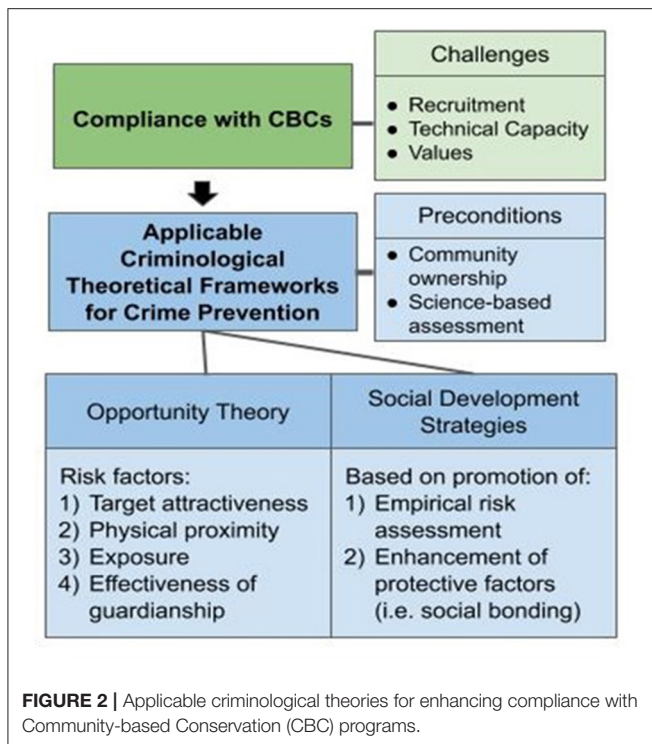 Compliance with CBCs
Challenges
● Recruitment
● Technical Capacity
● Values
Applicable
Criminological
Theoretical Frameworks
for Crime Prevention
Preconditions
● Community
ownership
● Science-based
assessment
Opportunity Theory
Risk factors:
1) Target attractiveness
2) Physical proximity
3) Exposure
4) Effectiveness of
guardianship
Social Development
Strategies
Based on promotion of:
1) Empirical risk
assessment
2) Enhancement of
protective factors
(i.e. social bonding)
FIGURE 2 | Applicable criminological theories for enhancing compliance with
Community-based Conservation (CBC) programs.